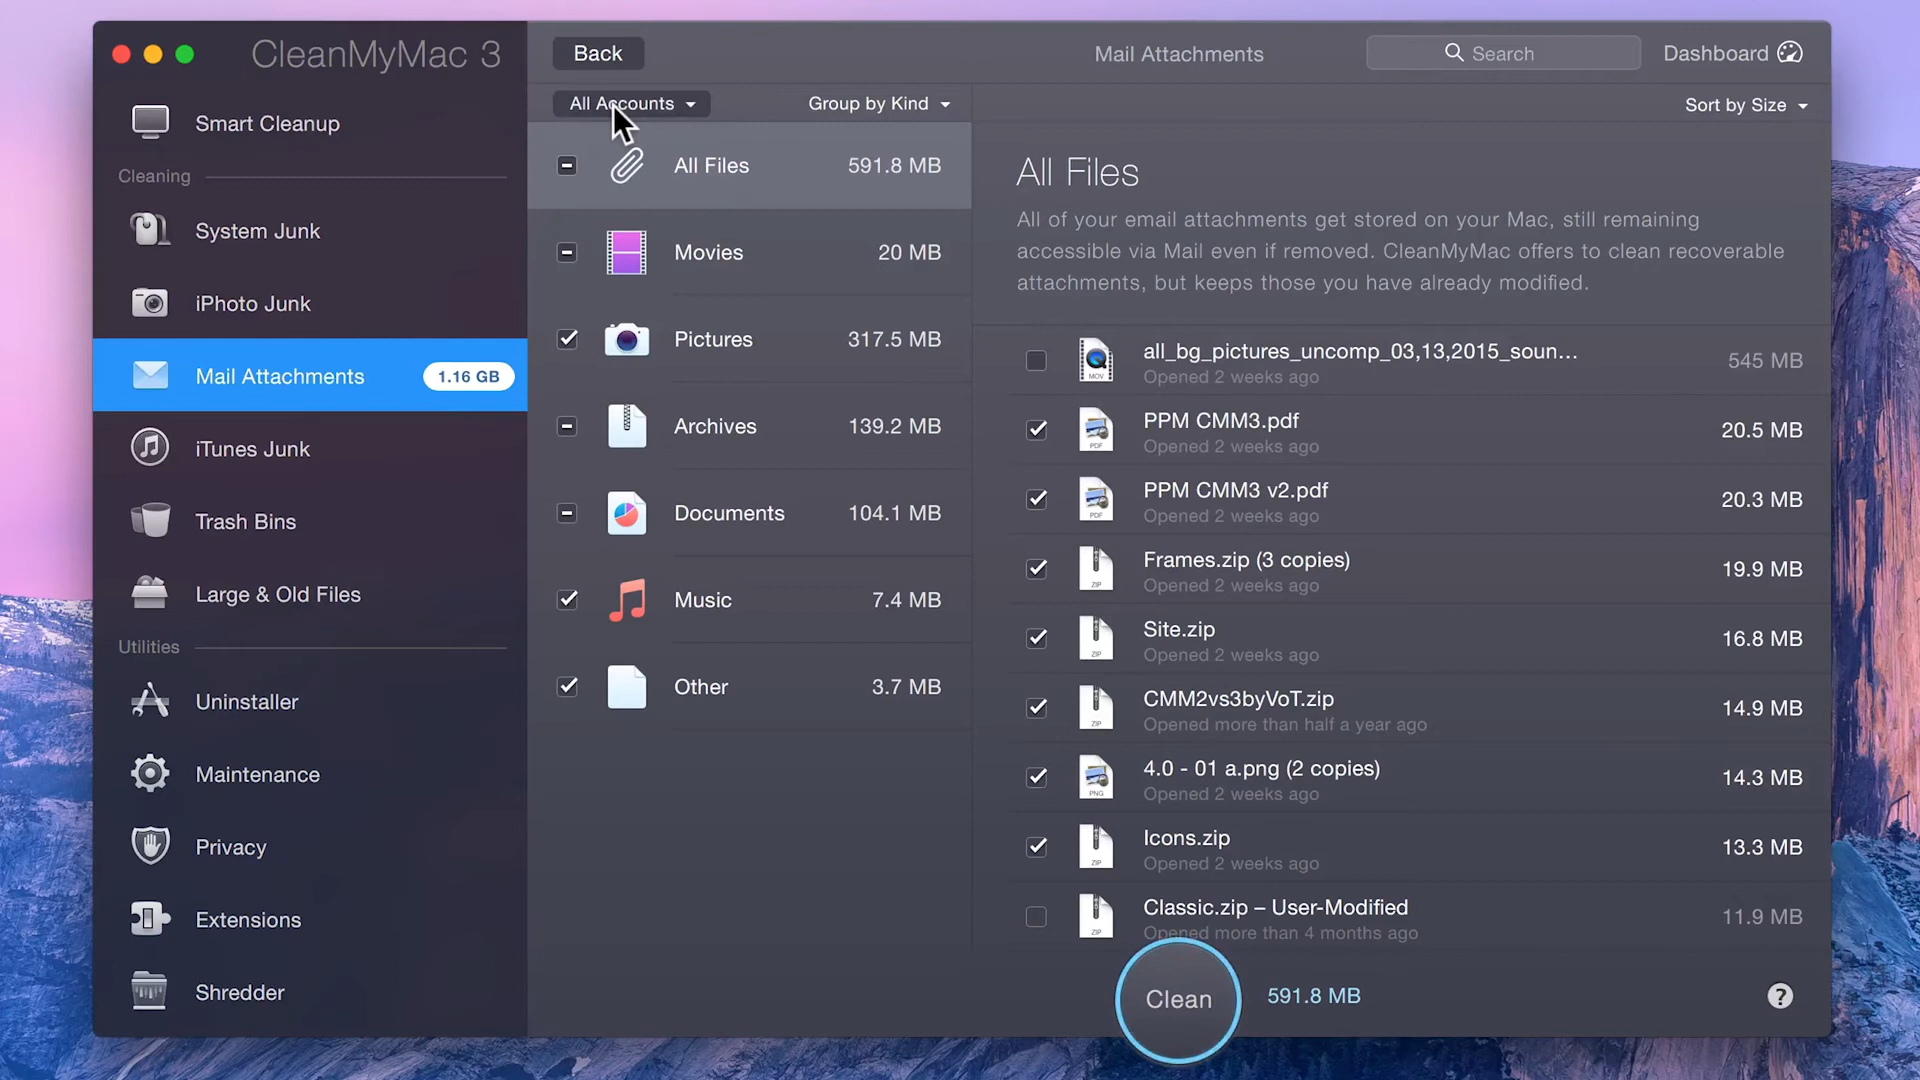 CleanMyMac 3
Back
Mail Attachments
Search
Dashboard
All Accounts
Group by Kind
Sort by Size
Smart Cleanup
Cleaning
System Junk
iPhoto Junk
Mail Attachments
1.16 GB
iTunes Junk
Trash Bins
Large & Old Files
Utilities
Uninstaller
Maintenance
Privacy
Extensions
Shredder
All Files 591.8 MB
Movies 20 MB
Pictures 317.5 MB
Archives 139.2 MB
Documents 104.1 MB
Music 7.4 MB
Other 3.7 MB
All Files
All of your email attachments get stored on your Mac, still remaining
accessible via Mail even if removed. CleanMyMac offers to clean recoverable
attachments, but keeps those you have already modified.
MOV
all_bg_pictures_uncomp_03,13,2015_soun...
545 MB
Opened 2 weeks ago
PDF
PPM CMM3.pdf
20.5 MB
Opened 2 weeks ago
PDF
PPM CMM3 v2.pdf
20.3 MB
Opened 2 weeks ago
ZIP
Frames.zip (3 copies)
19.9 MB
Opened 2 weeks ago
ZIP
Site.zip
16.8 MB
Opened 2 weeks ago
ZIP
CMM2vs3byVoT.zip
14.9 MB
Opened more than half a year ago
PNG
4.0 - 01 a.png (2 copies)
14.3 MB
Opened 2 weeks ago
ZIP
Icons.zip
13.3 MB
Opened 2 weeks ago
ZIP
Classic.zip – User-Modified
11.9 MB
Opened more than 4 months ago
Clean
591.8 MB
?